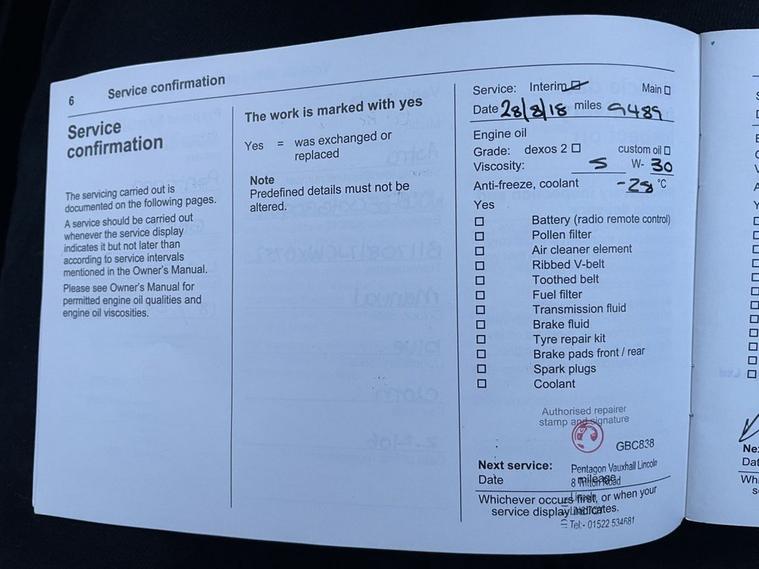 6 Service confirmation
Service
confirmation
The servicing carried out is
documented on the following pages.
A service should be carried out
whenever the service display
indicates it but not later than
according to service intervals
mentioned in the Owner's Manual.
Please see Owner's Manual for
permitted engine oil qualities and
engine oil viscosities.
The work is marked with yes
Yes = was exchanged or
replaced
Note
Predefined details must not be
altered.
Service: Interim Main
Date 28/8/18 miles 9489
Engine oil
Grade: dexos 2 custom oil
Viscosity: 5 W- 30
Anti-freeze, coolant -28 °C
Yes
Battery (radio remote control)
Pollen filter
Air cleaner element
Ribbed V-belt
Toothed belt
Fuel filter
Transmission fluid
Brake fluid
Tyre repair kit
Brake pads front / rear
Spark plugs
Coolant
Authorised repairer
stamp and signature
GBC838
Next service: Pentagon Vauxhall Lincoln
Date 8 Road mileage
Whichever occurs first, or when your
service display indicates.
Tel:- 01522 534681